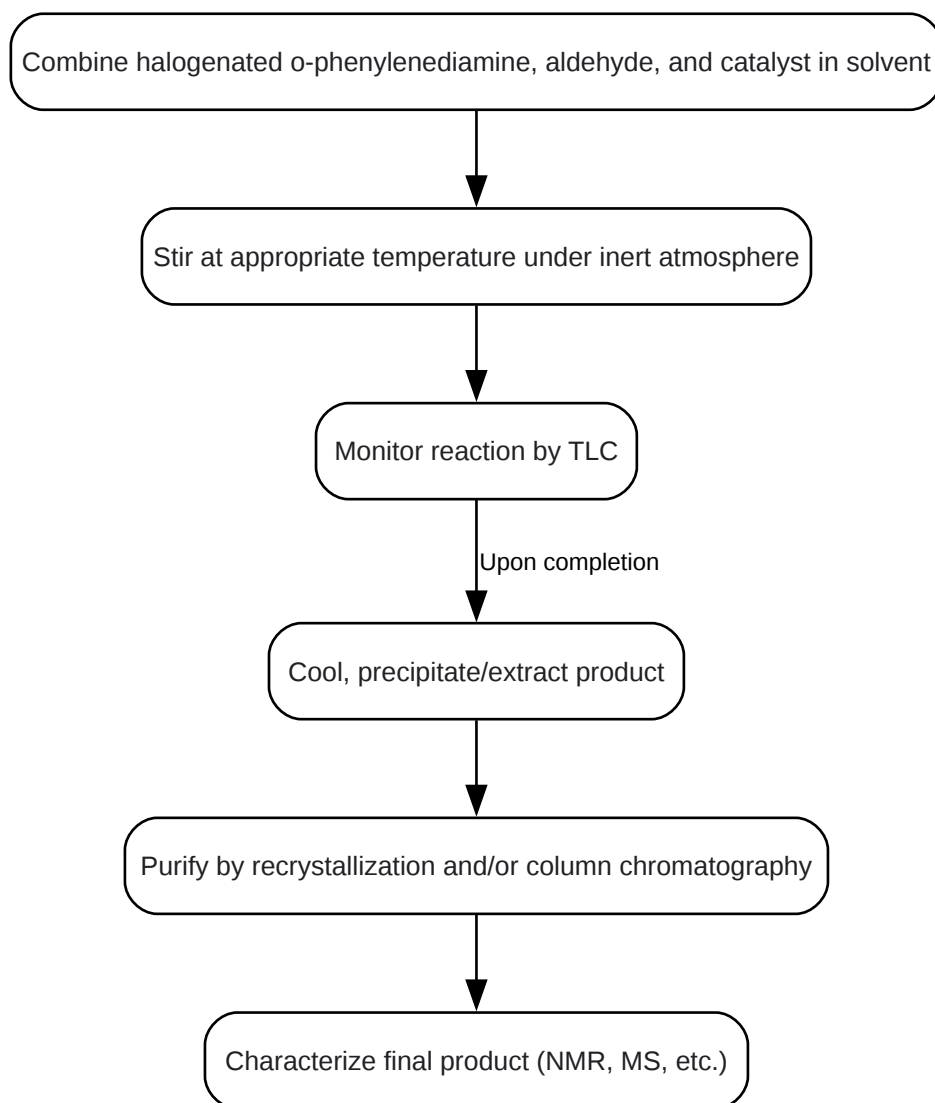 Combine halogenated o-phenylenediamine, aldehyde, and catalyst in solvent
Stir at appropriate temperature under inert atmosphere
Monitor reaction by TLC
Upon completion
Cool, precipitate/extract product
Purify by recrystallization and/or column chromatography
Characterize final product (NMR, MS, etc.)